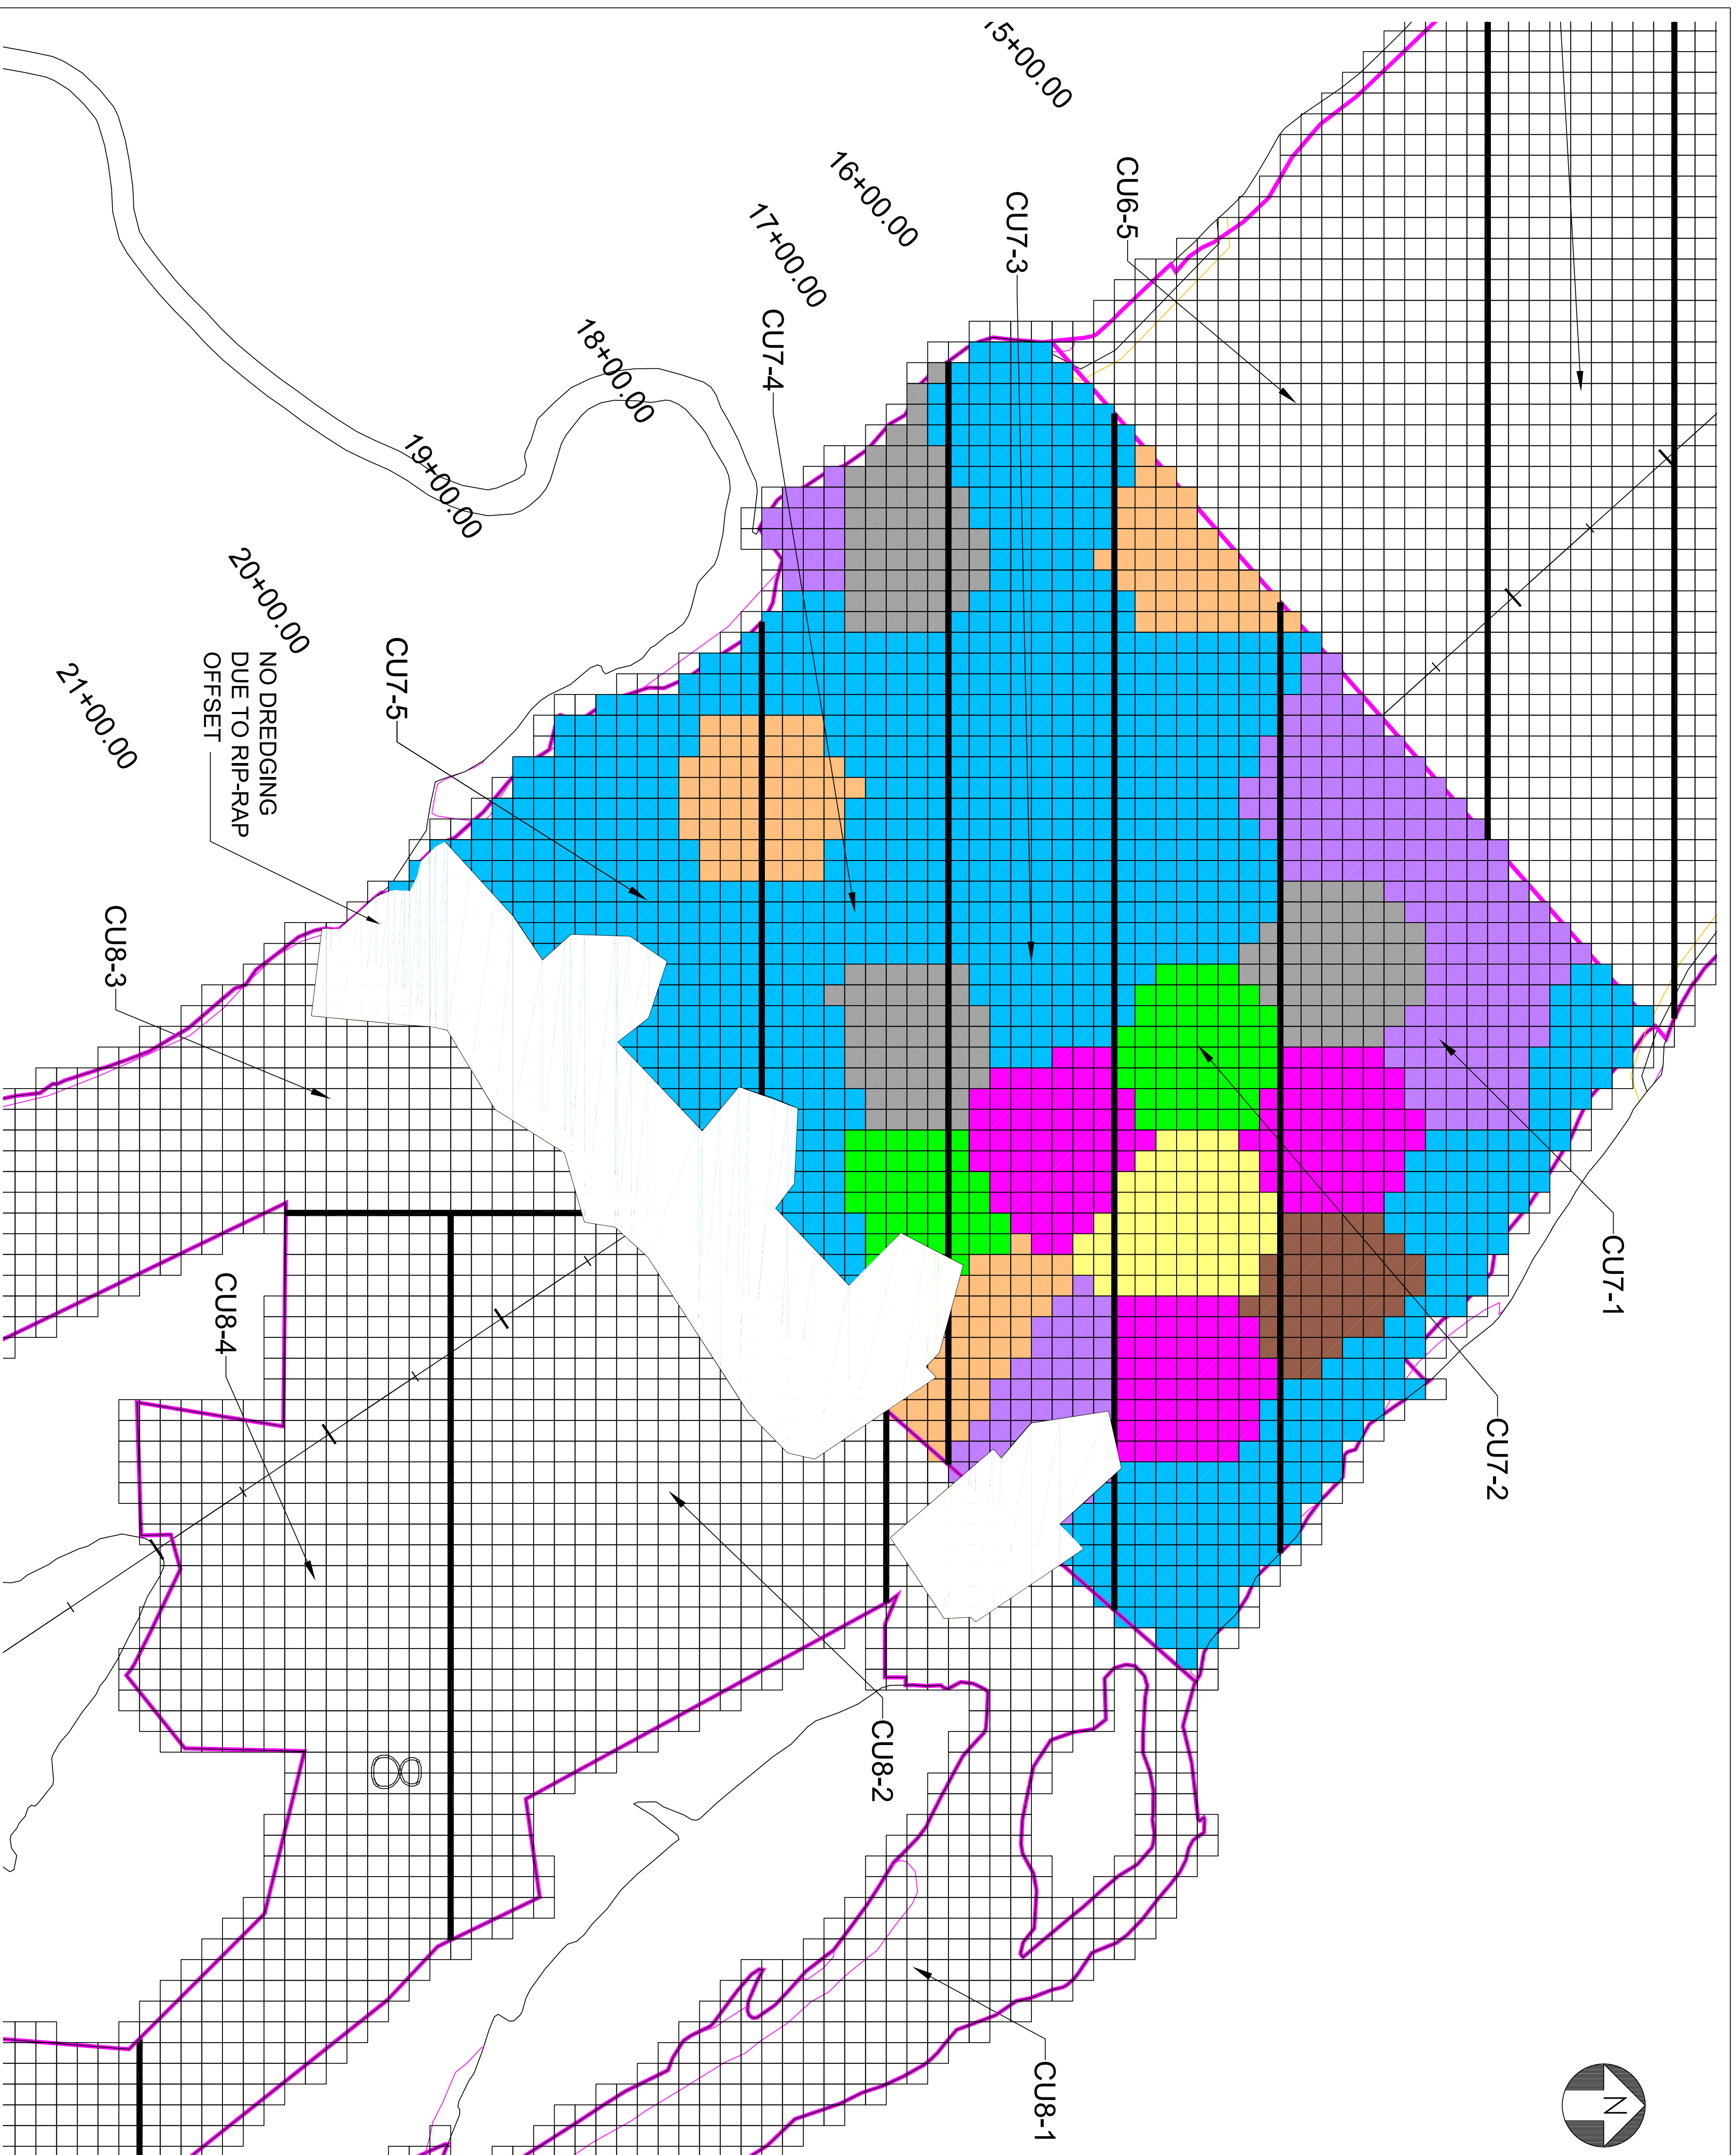 15+00.00
16+00.00
17+00.00
18+00.00
19+00.00
20+00.00
21+00.00
CU6-5
CU7-3
CU7-4
CU7-5
NO DREDGING
DUE TO RIP-RAP
OFFSET
CU8-3
CU8-4
CU7-1
CU7-2
CU8-2
CU8-1
8
N